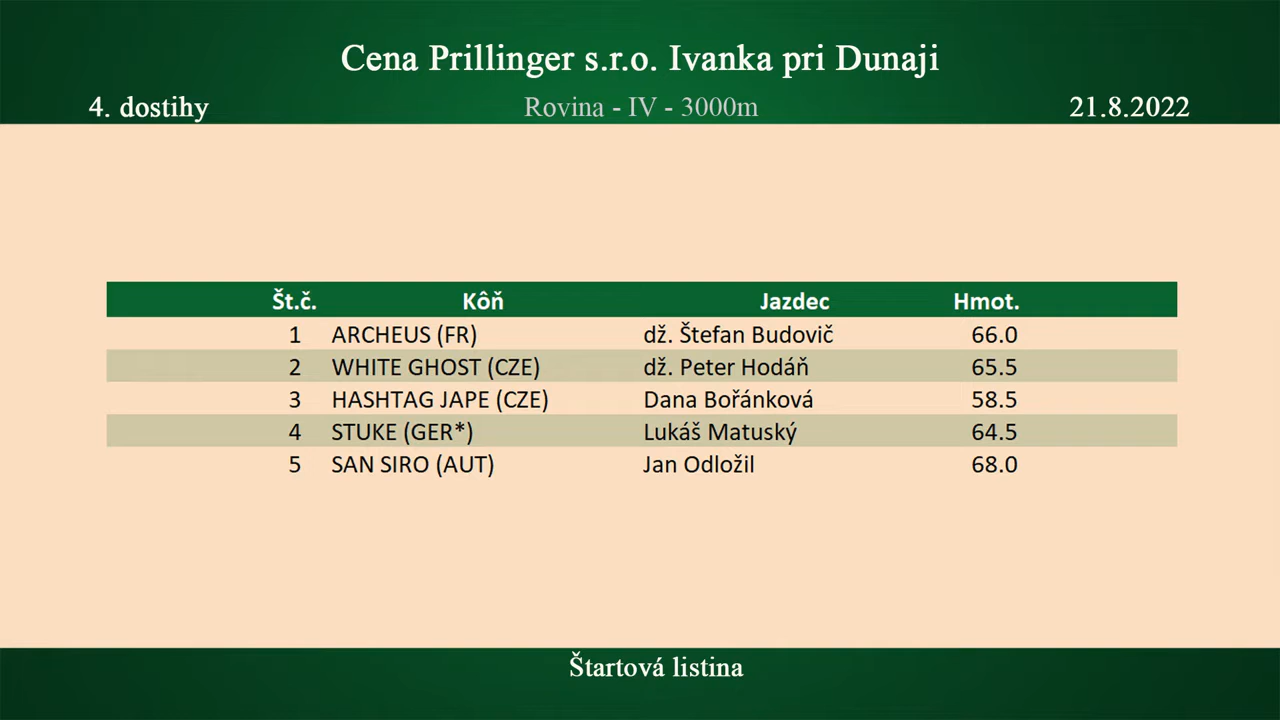 Cena Prillinger s.r.o. Ivanka pri Dunaji
4. dostihy Rovina - IV - 3000m 21.8.2022
Št.č. Kôň Jazdec Hmot.
1 ARCHEUS (FR) dž. Štefan Budovič 66.0
2 WHITE GHOST (CZE) dž. Peter Hodáň 65.5
3 HASHTAG JAPE (CZE) Dana Bořánková 58.5
4 STUKE (GER*) Lukáš Matuský 64.5
5 SAN SIRO (AUT) Jan Odložil 68.0
Štartová listina